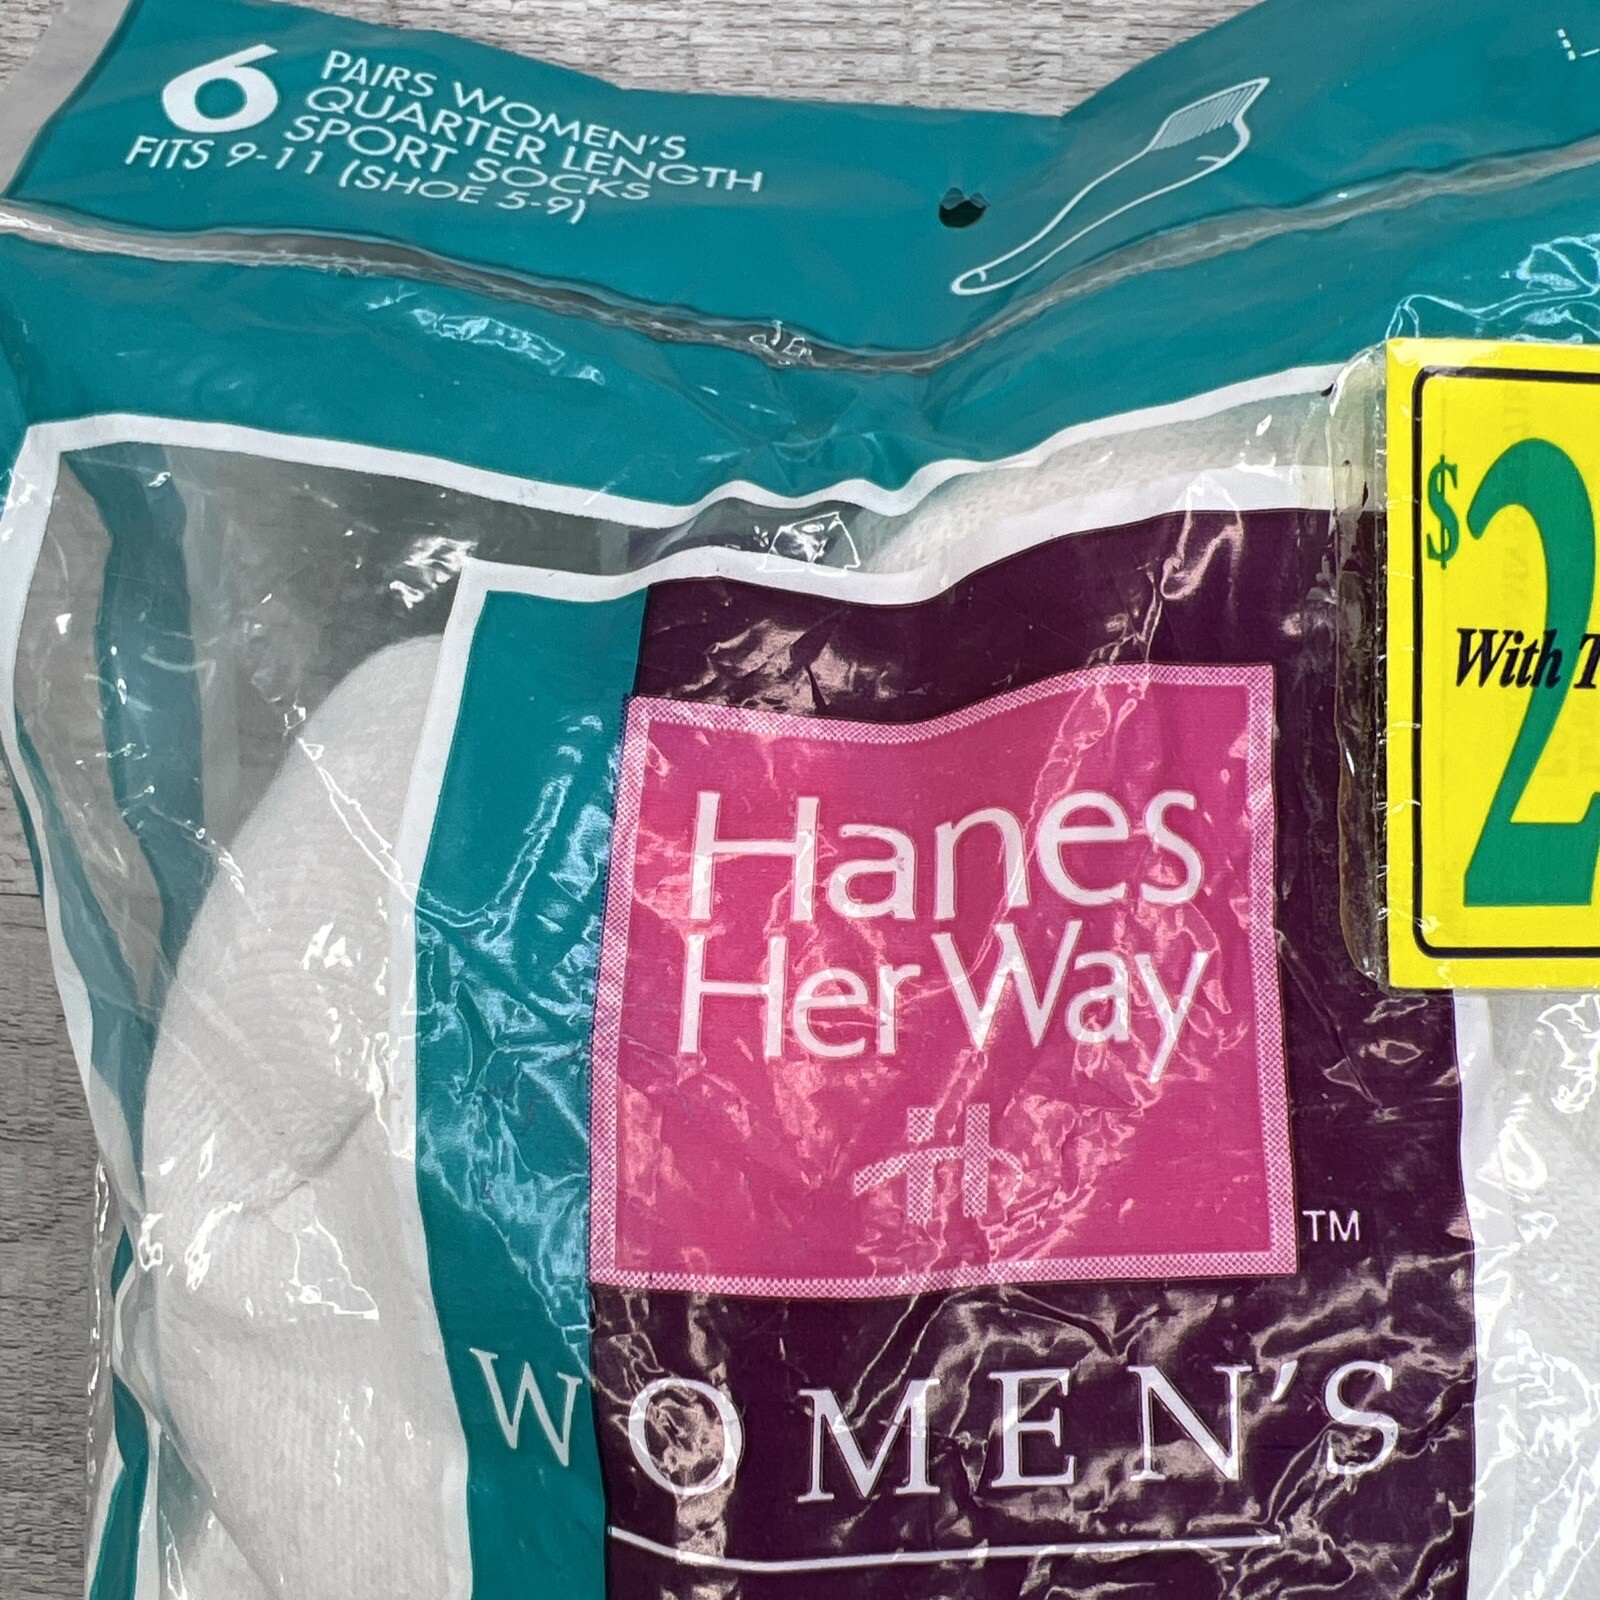 6 PAIRS WOMEN'S
QUARTER LENGTH
SPORT SOCKS
FITS 9-11 (SHOE 5-9)
$2
With
Hanes
Her Way
TM
WOMEN'S